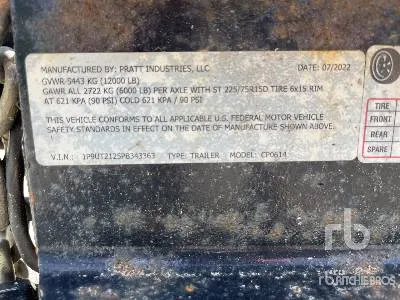 MANUFACTURED BY: PRATT INDUSTRIES, LLC DATE: 07/2022
GVWR 5443 KG (12000 LB)
GAWR ALL 2722 KG (6000 LB) PER AXLE WITH ST 225/75R15D TIRE 6x15 RIM
AT 621 KPA (90 PSI) COLD 621 KPA / 90 PSI
THIS VEHICLE CONFORMS TO ALL APPLICABLE U.S. FEDERAL MOTOR VEHICLE
SAFETY STANDARDS IN EFFECT ON THE DATE OF MANUFACTURE SHOWN ABOVE.
V.I.N.: 1P9UT2125PB343363 TYPE: TRAILER MODEL: CP0614
TIRE
FRONT
REAR
SPARE
rb
RITCHIE BROS